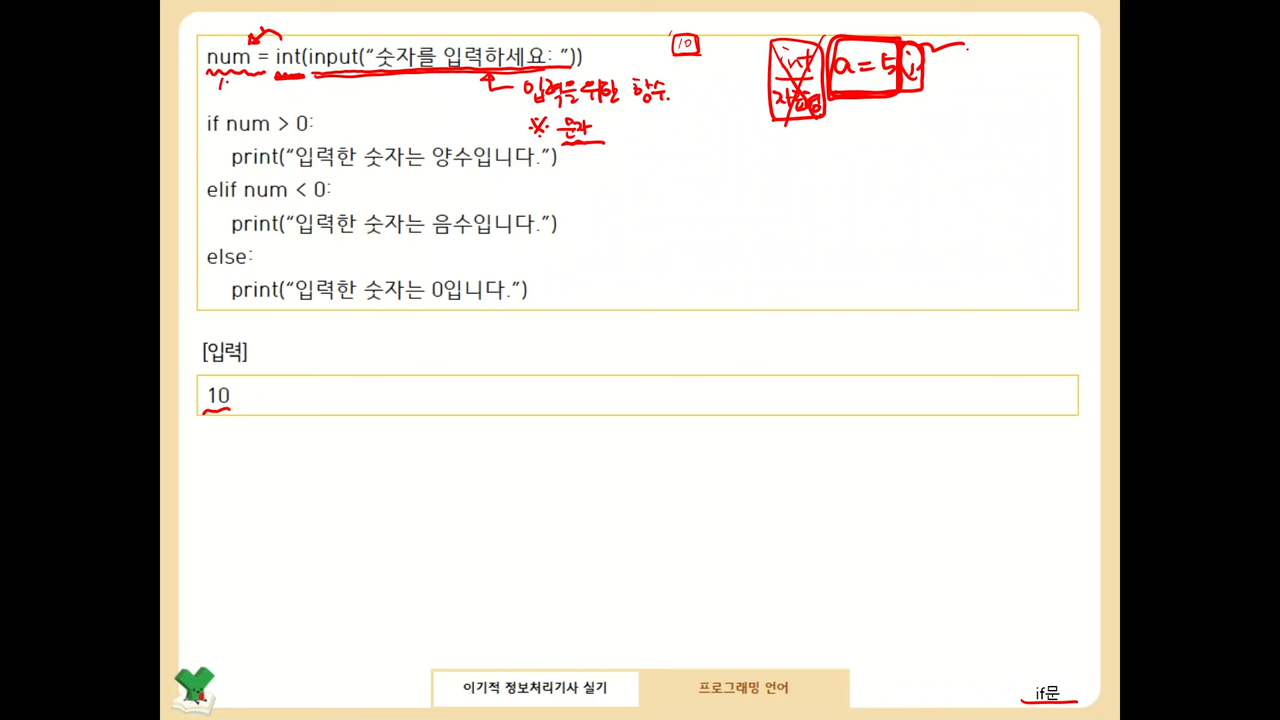 num = int(input(“숫자를 입력하세요: ”))
10
int
a = 5;
입력을 위한 함수.
※ 문자
if num > 0:
print(“입력한 숫자는 양수입니다.”)
elif num < 0:
print(“입력한 숫자는 음수입니다.”)
else:
print(“입력한 숫자는 0입니다.”)
[입력]
10
이기적 정보처리기사 실기
프로그래밍 언어
if문